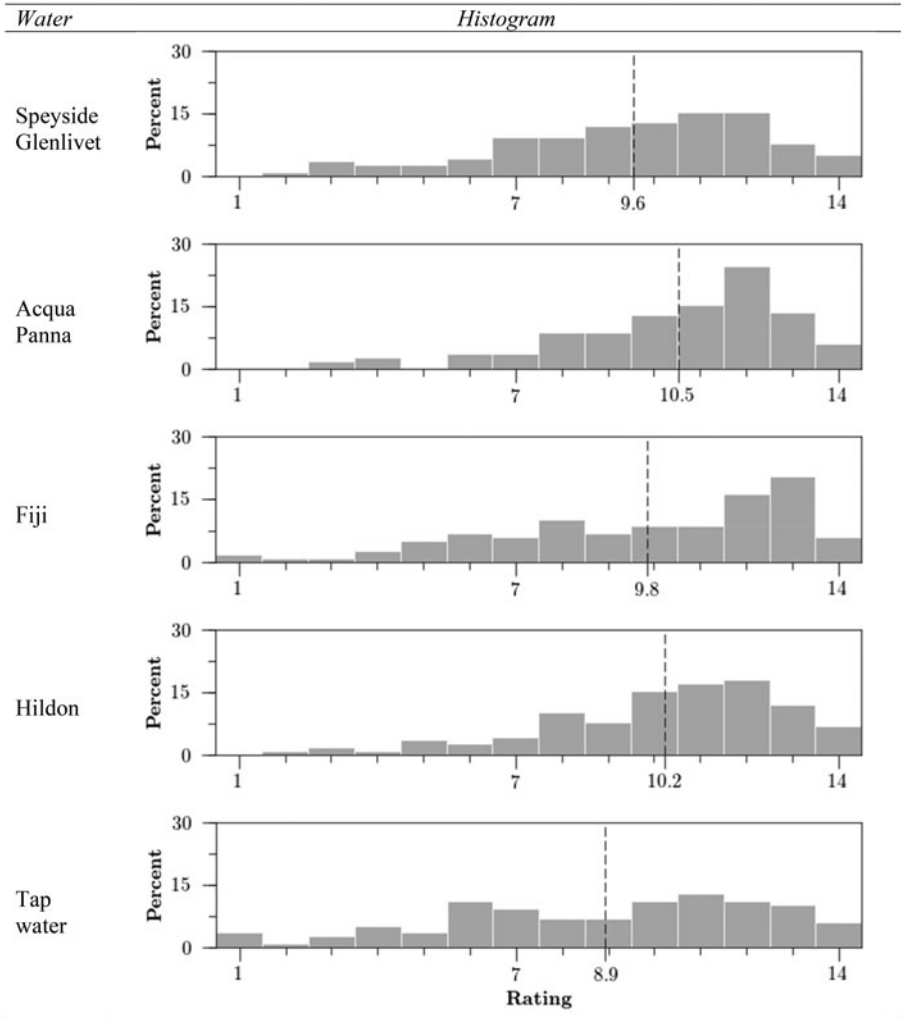 Water Histogram
Speyside
Glenlivet
Percent
30
15
0
1 7 9.6 14
Acqua
Panna
Percent
30
15
0
1 7 10.5 14
Fiji
Percent
30
15
0
1 7 9.8 14
Hildon
Percent
30
15
0
1 7 10.2 14
Tap
water
Percent
30
15
0
1 7 8.9 14
Rating